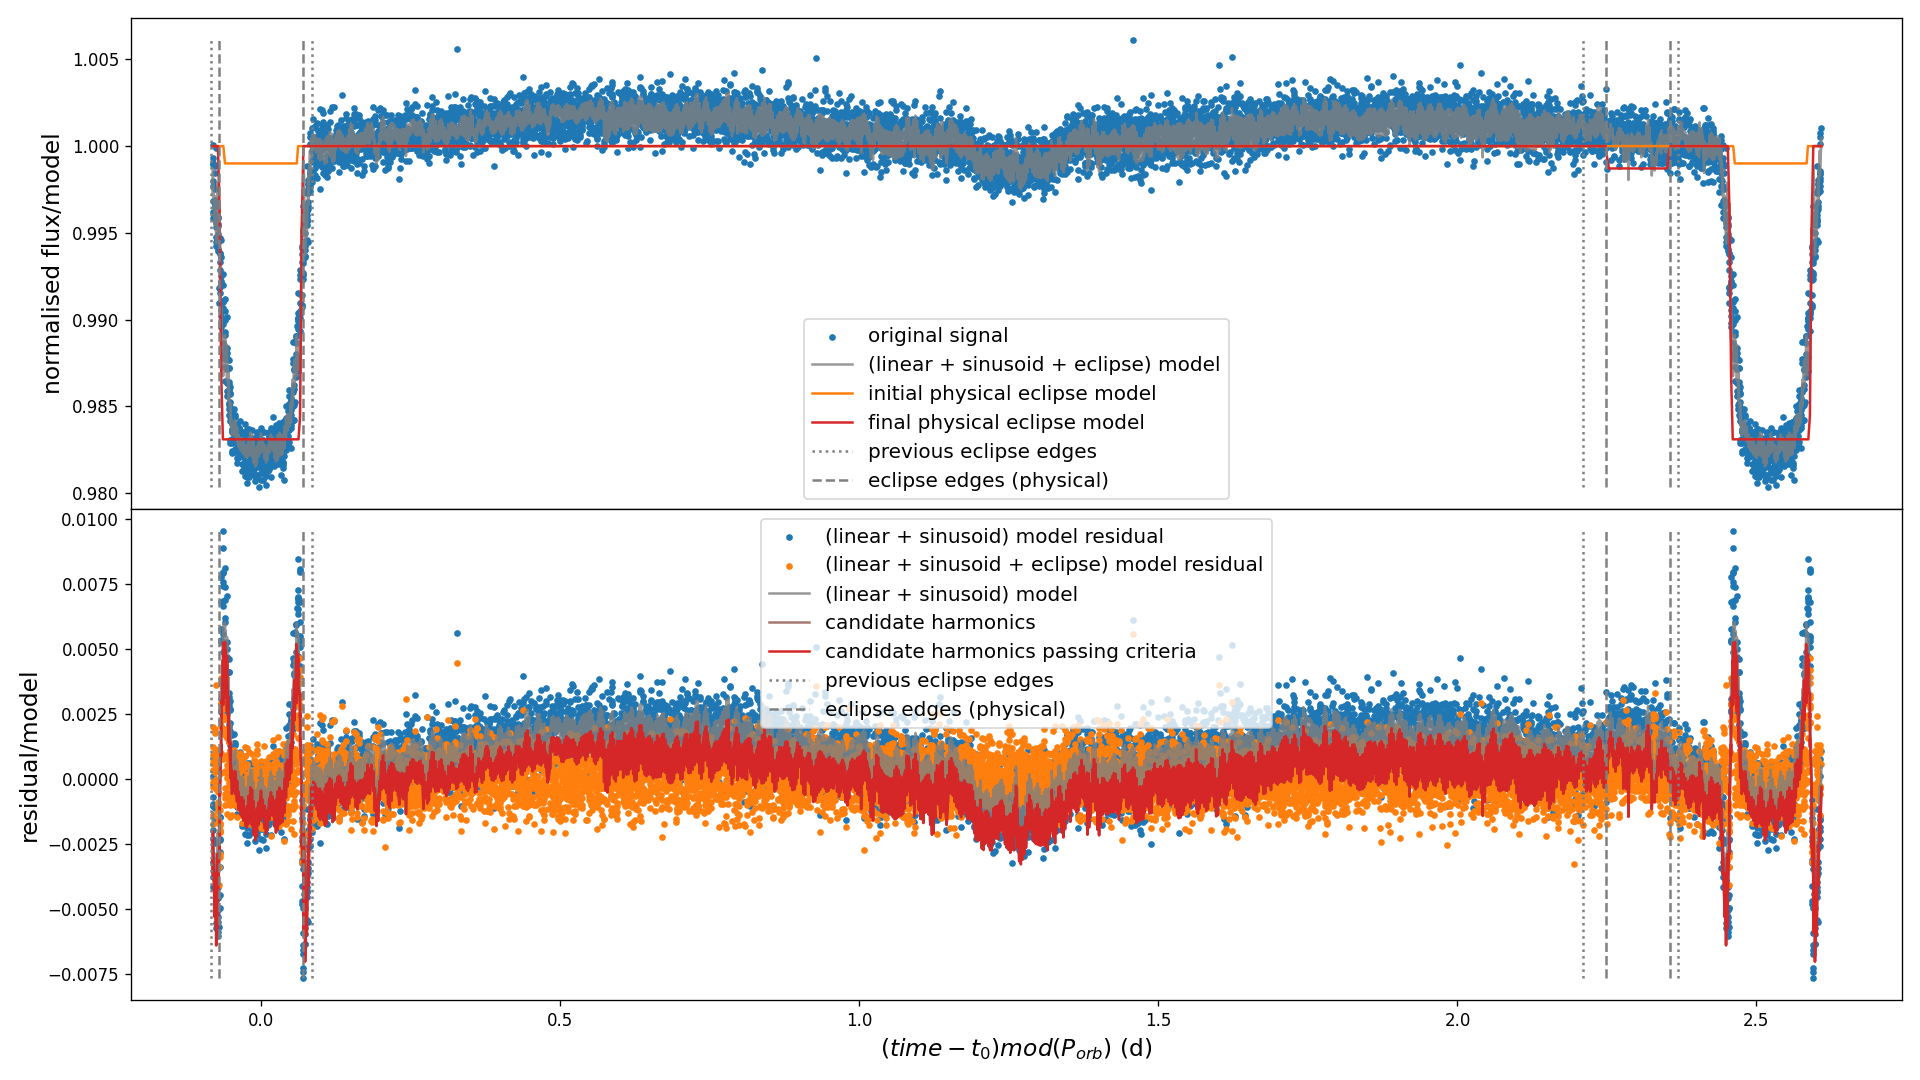 1.005
1.000
0.995
0.990
0.985
0.980
normalised flux/model
original signal
(linear + sinusoid + eclipse) model
initial physical eclipse model
final physical eclipse model
previous eclipse edges
eclipse edges (physical)
0.0100
0.0075
0.0050
0.0025
0.0000
−0.0025
−0.0050
−0.0075
residual/model
(linear + sinusoid) model residual
(linear + sinusoid + eclipse) model residual
(linear + sinusoid) model
candidate harmonics
candidate harmonics passing criteria
previous eclipse edges
eclipse edges (physical)
0.0 0.5 1.0 1.5 2.0 2.5
(time − t₀)mod(P_{orb}) (d)